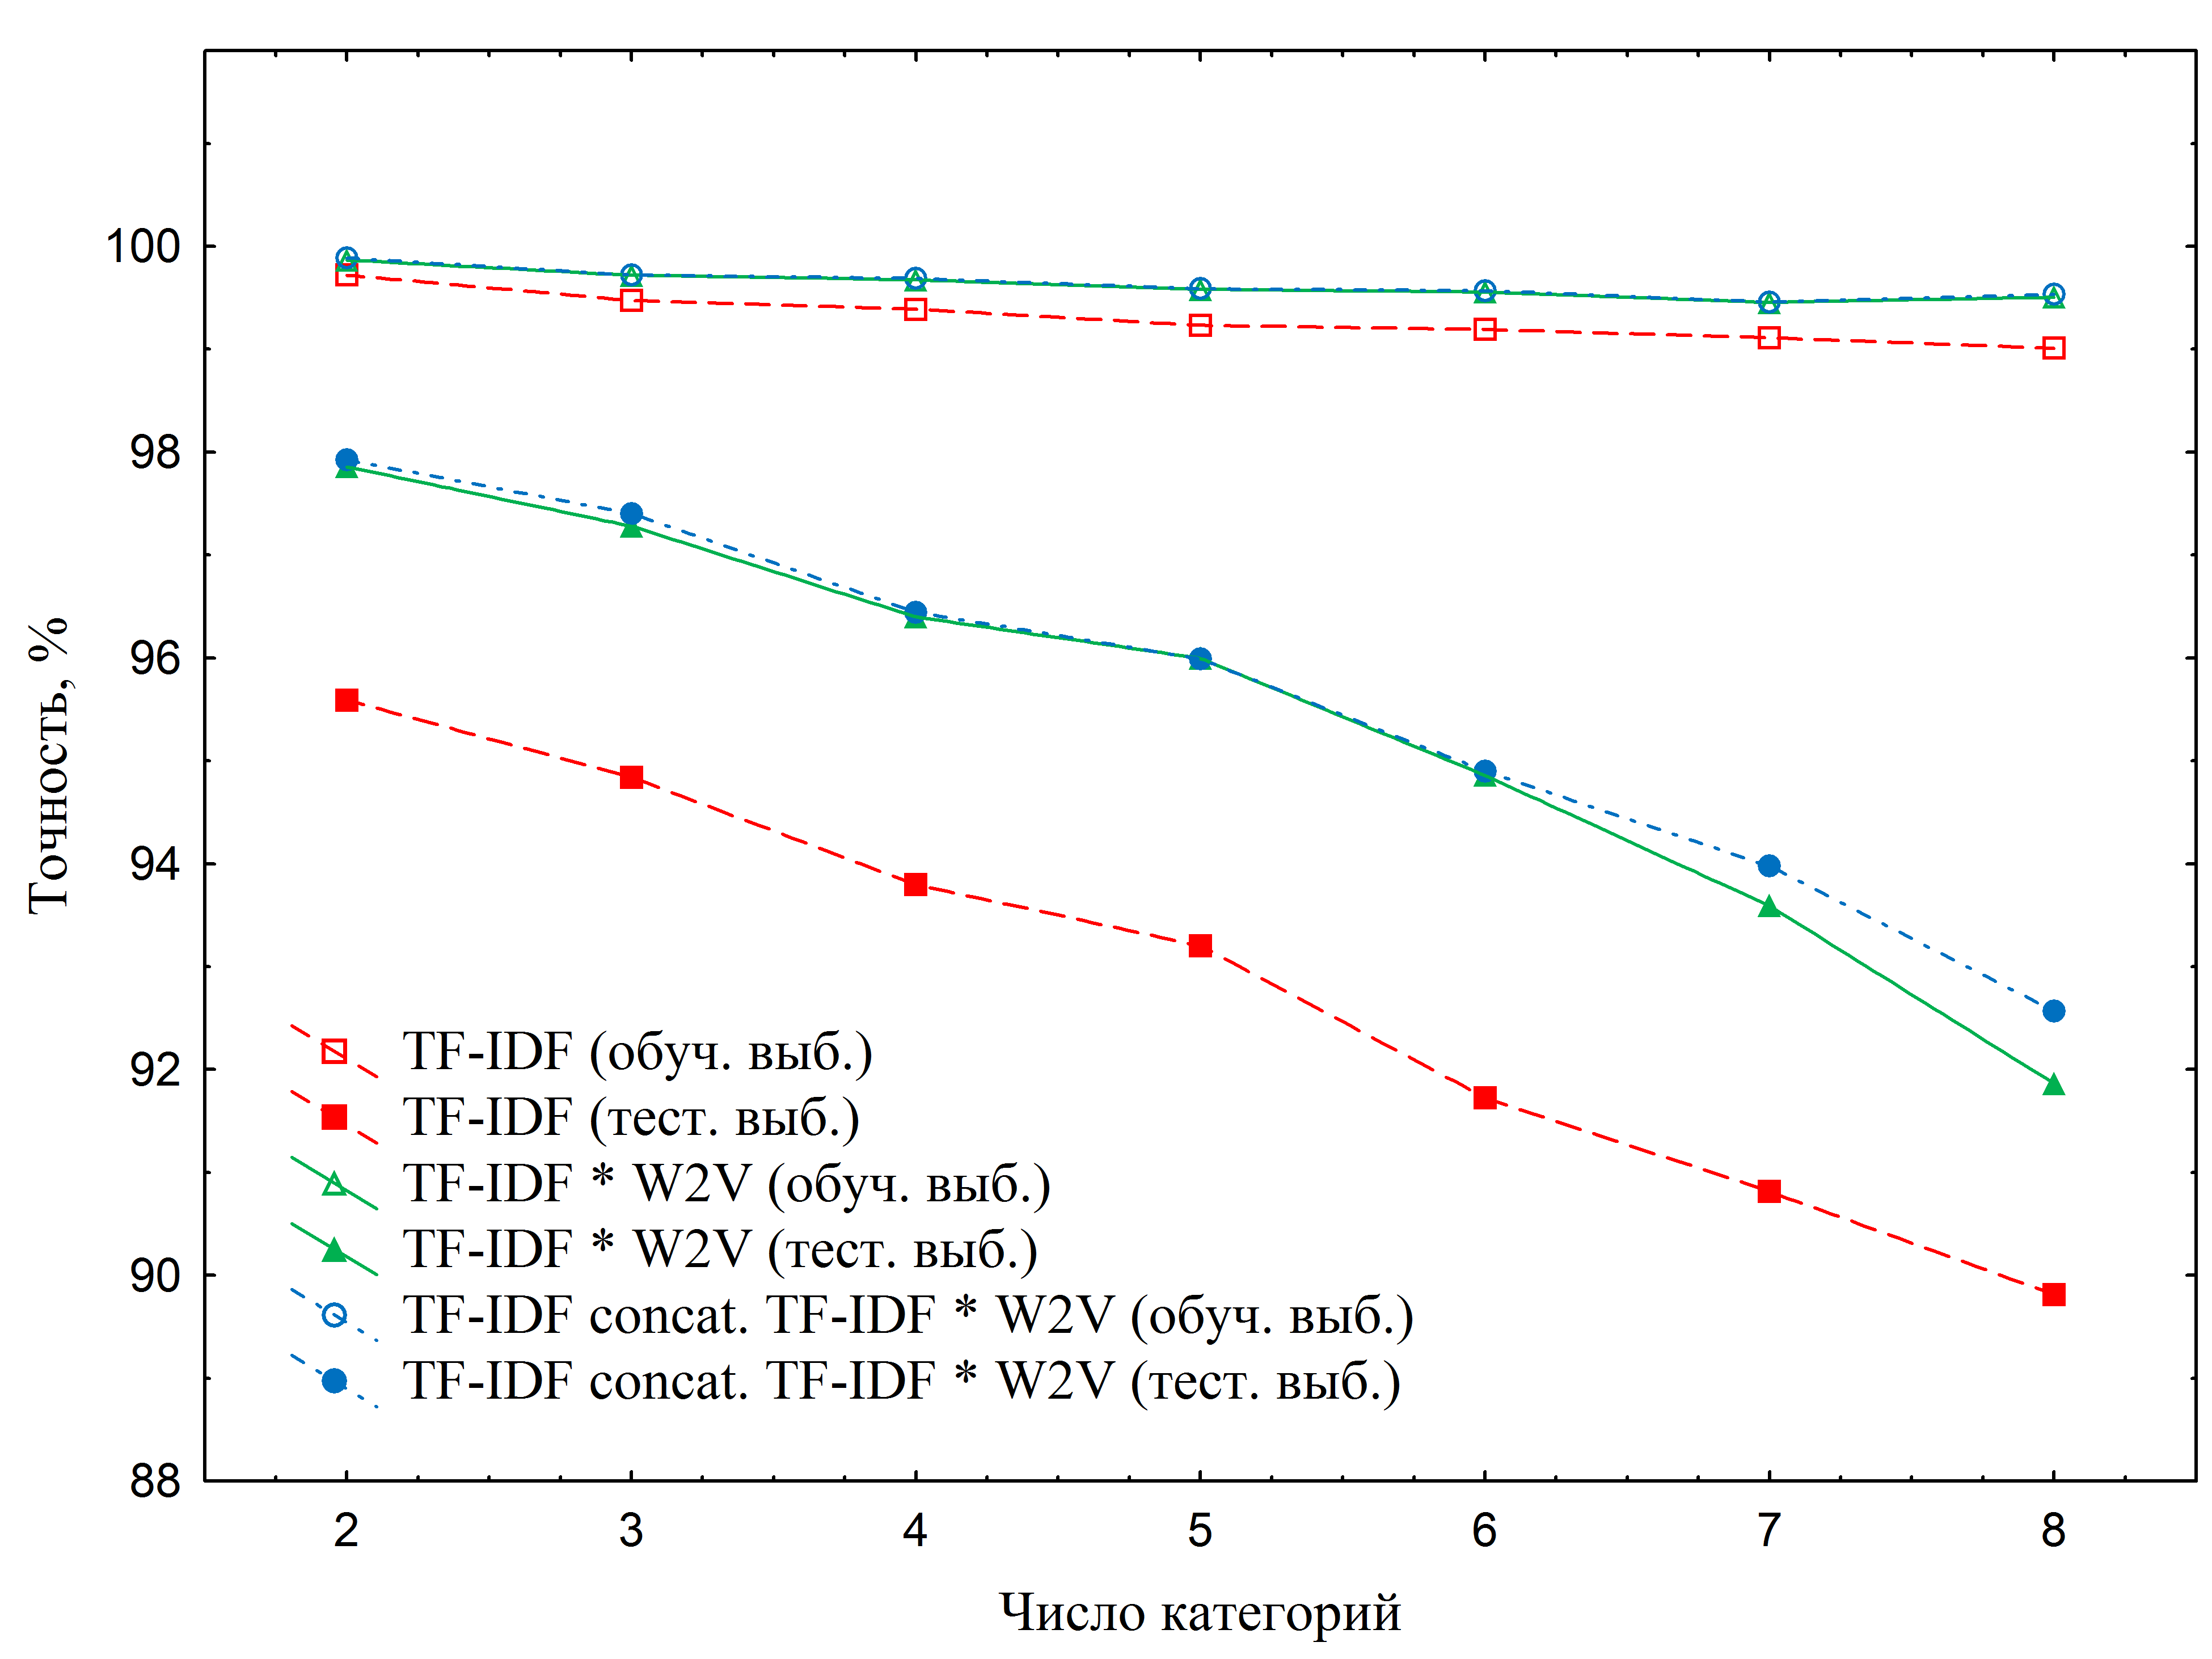 100
98
96
94
92
90
88
Точность, %
TF-IDF (обуч. выб.)
TF-IDF (тест. выб.)
TF-IDF * W2V (обуч. выб.)
TF-IDF * W2V (тест. выб.)
TF-IDF concat. TF-IDF * W2V (обуч. выб.)
TF-IDF concat. TF-IDF * W2V (тест. выб.)
2 3 4 5 6 7 8
Число категорий